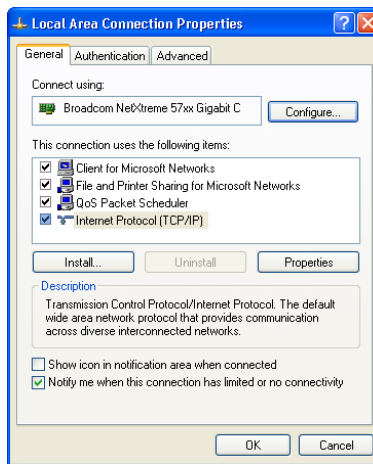 Local Area Connection Properties
General Authentication Advanced
Connect using:
Broadcom NetXtreme 57xx Gigabit C
Configure...
This connection uses the following items:
Client for Microsoft Networks
File and Printer Sharing for Microsoft Networks
QoS Packet Scheduler
Internet Protocol (TCP/IP)
Install... Uninstall Properties
Description
Transmission Control Protocol/Internet Protocol. The default
wide area network protocol that provides communication
across diverse interconnected networks.
Show icon in notification area when connected
Notify me when this connection has limited or no connectivity
OK Cancel